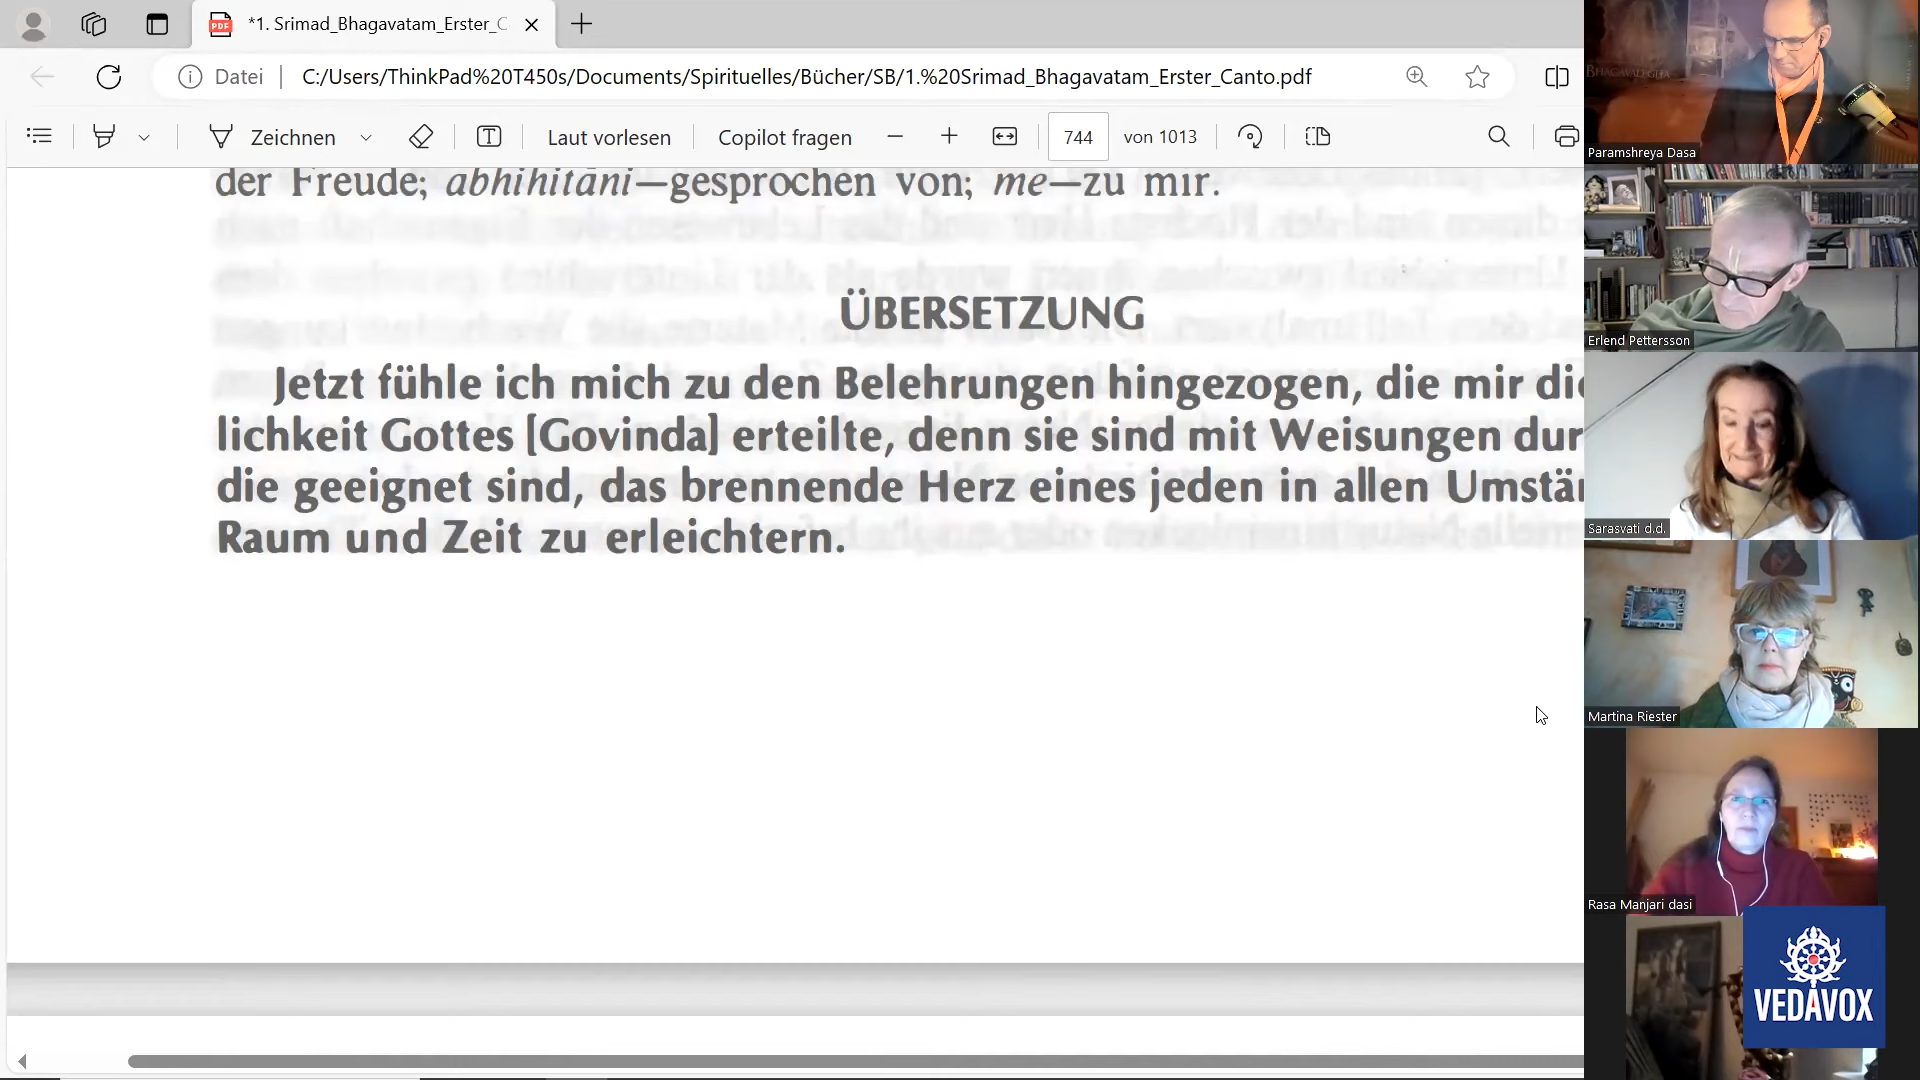 *1. Srimad_Bhagavatam_Erster_C
Datei
C:/Users/ThinkPad%20T450s/Documents/Spirituelles/Bücher/SB/1.%20Srimad_Bhagavatam_Erster_Canto.pdf
Zeichnen
Laut vorlesen
Copilot fragen
744
von 1013
der Freude; abhihitāni—gesprochen von; me—zu mir.
ÜBERSETZUNG
Jetzt fühle ich mich zu den Belehrungen hingezogen, die mir die
lichkeit Gottes [Govinda] erteilte, denn sie sind mit Weisungen dur
die geeignet sind, das brennende Herz eines jeden in allen Umstän
Raum und Zeit zu erleichtern.
Paramshreya Dasa
Erlend Pettersson
Sarasvati d.d.
Martina Riester
Rasa Manjari dasi
VEDAVOX